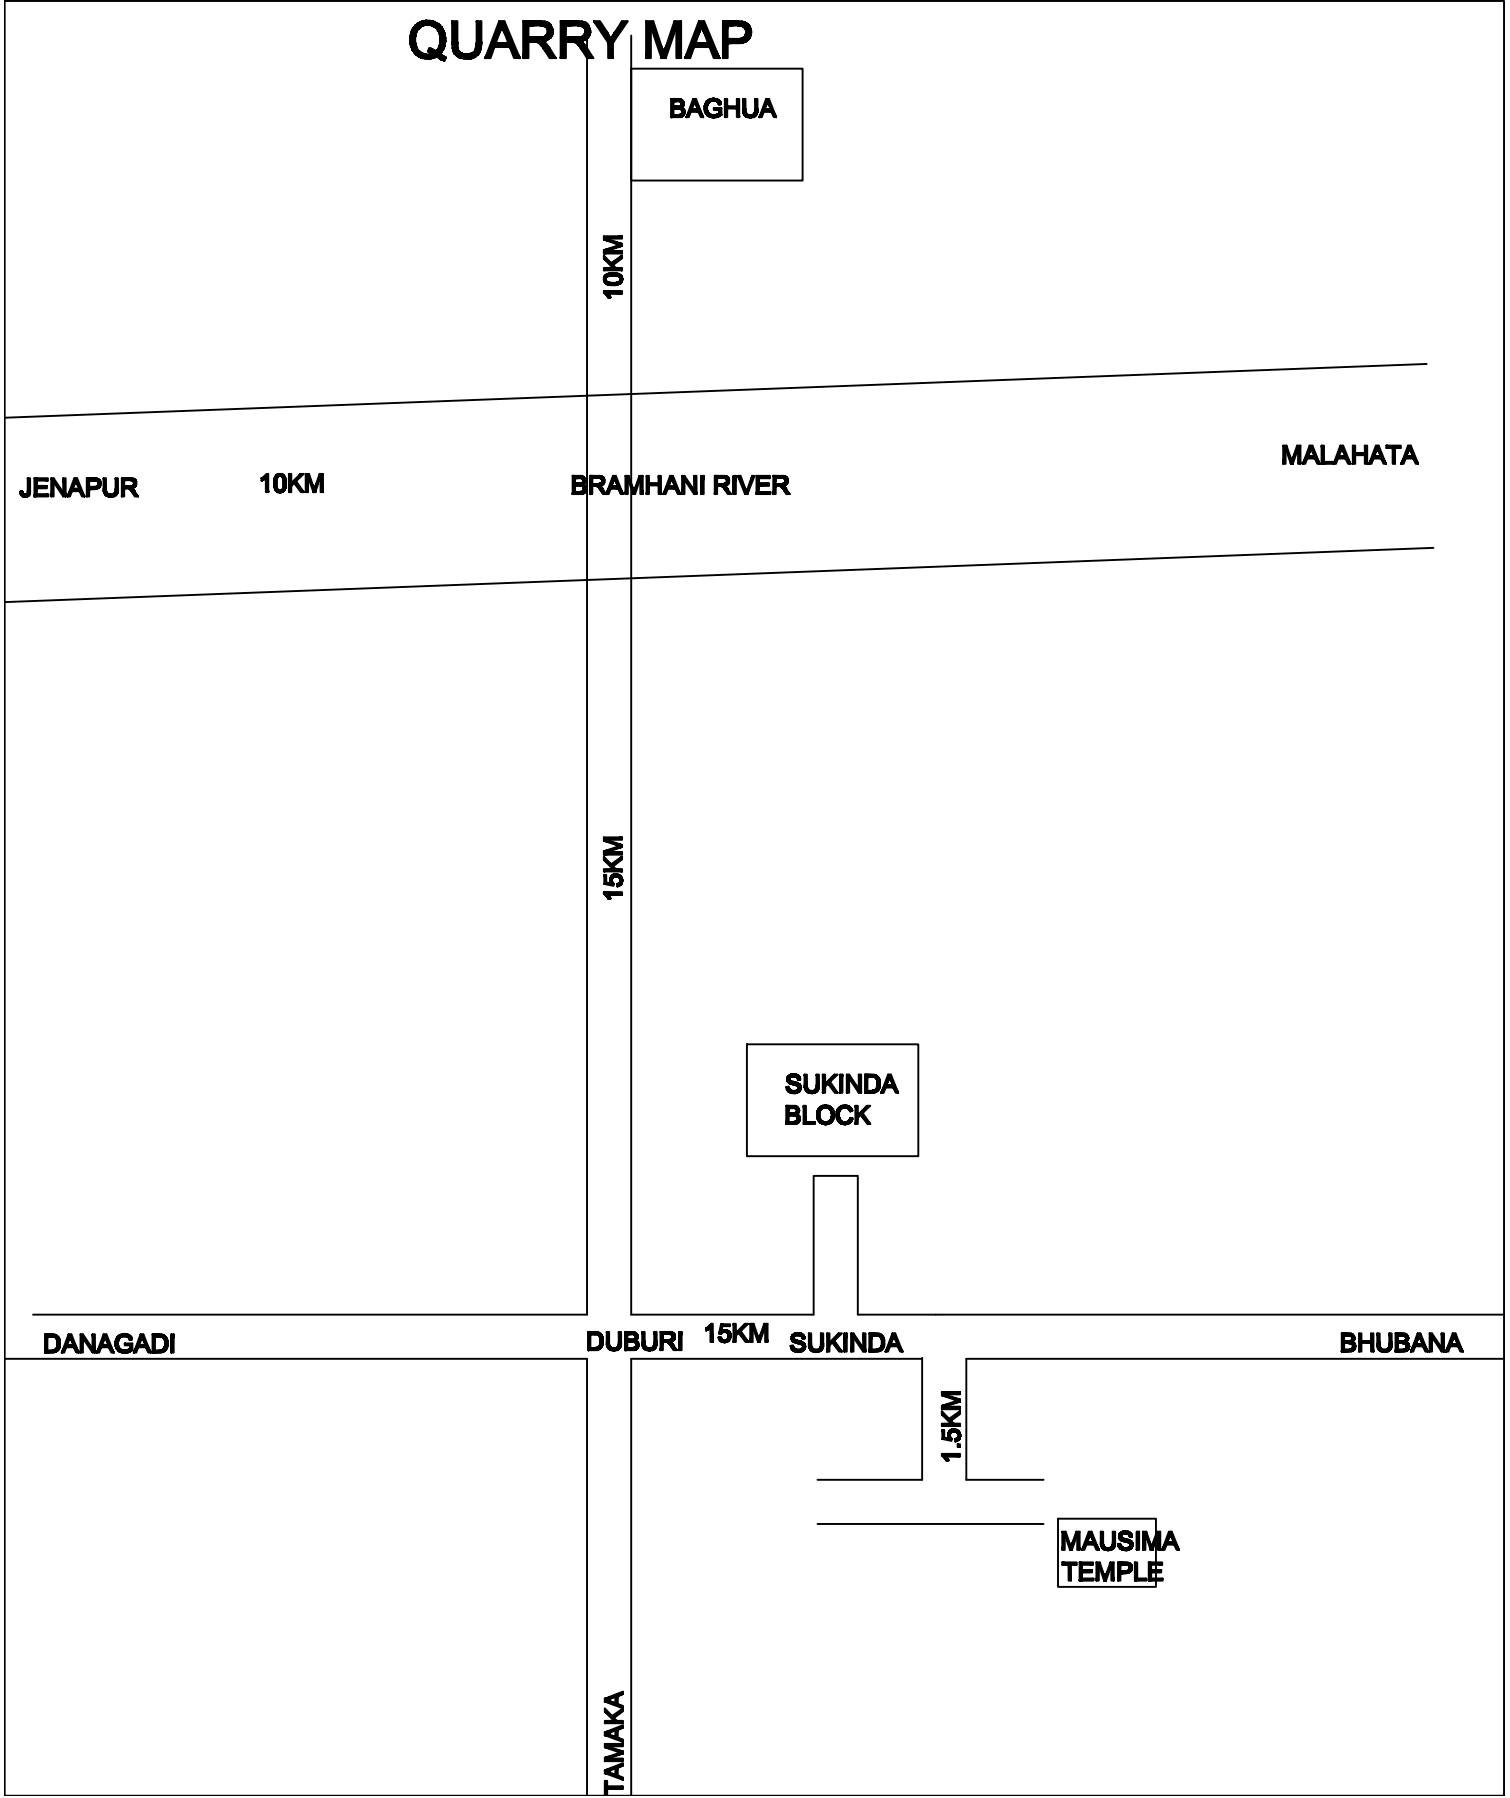 QUARRY MAP
BAGHUA
10KM
MALAHATA
JENAPUR
10KM
BRAMHANI RIVER
15KM
SUKINDA
BLOCK
DANAGADI
DUBURI
15KM
SUKINDA
BHUBANA
1.5KM
MAUSIMA
TEMPLE
TAMAKA